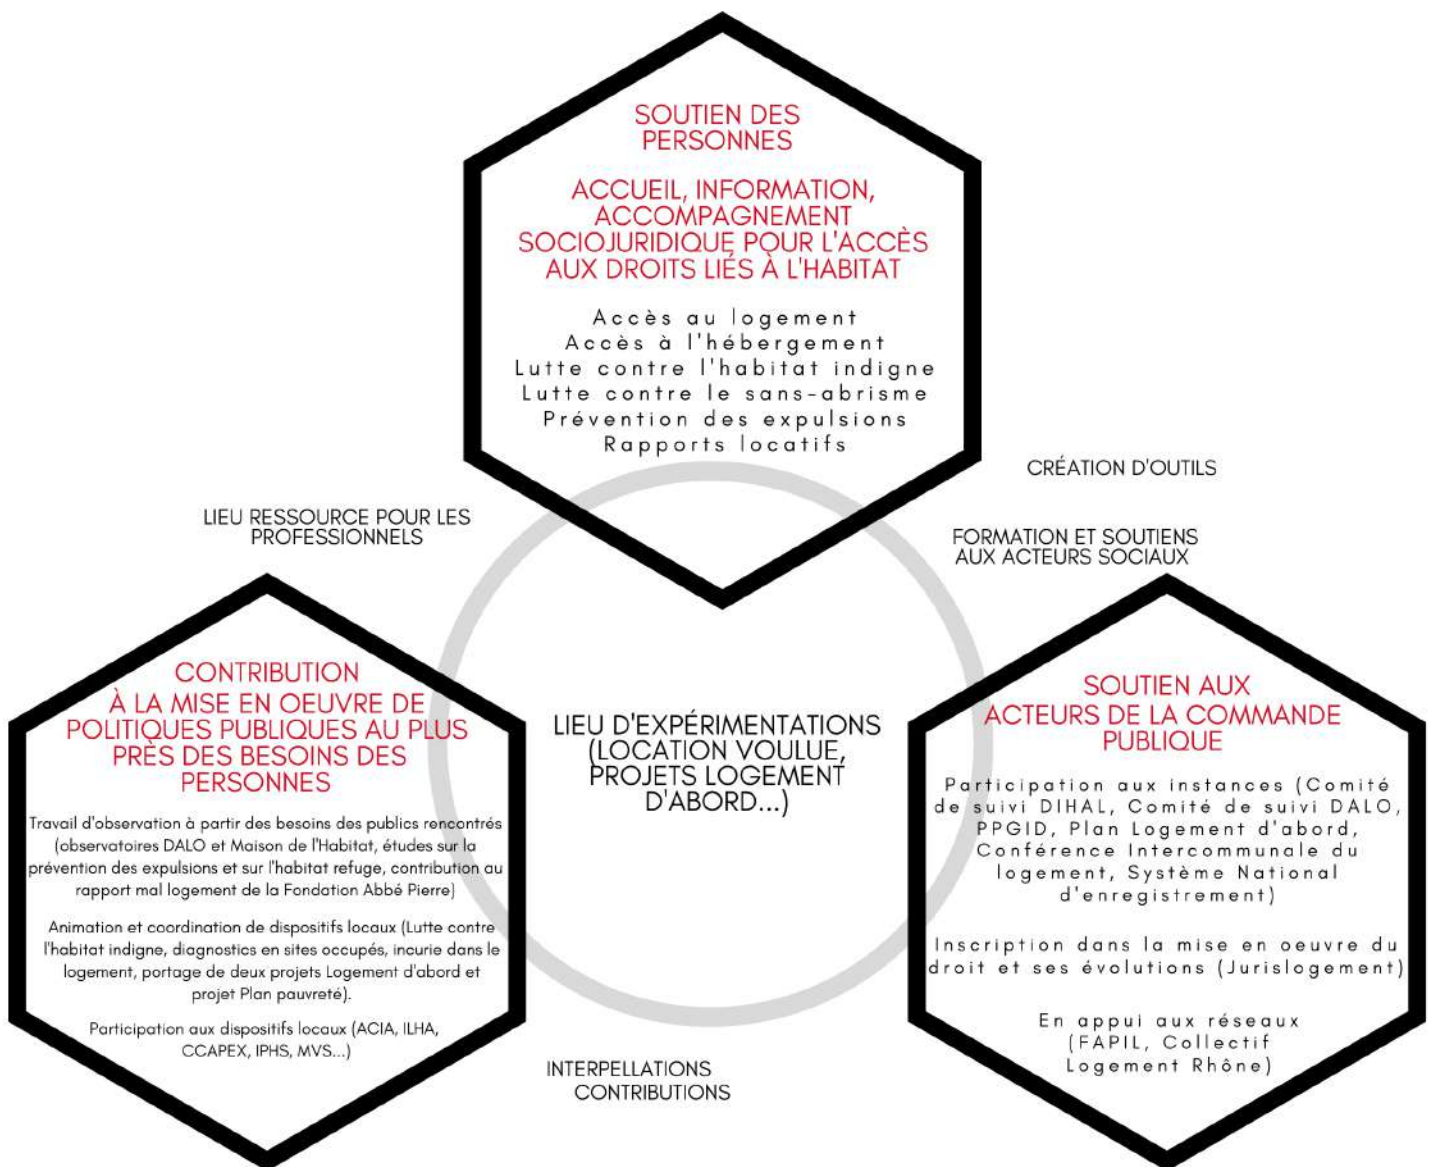 SOUTIEN DES
PERSONNES
ACCUEIL, INFORMATION,
ACCOMPAGNEMENT
SOCIOJURIDIQUE POUR L'ACCÈS
AUX DROITS LIÉS À L'HABITAT
Accès au logement
Accès à l'hébergement
Lutte contre l'habitat indigne
Lutte contre le sans-abrisme
Prévention des expulsions
Rapports locatifs
CRÉATION D'OUTILS
LIEU RESSOURCE POUR LES
PROFESSIONNELS
FORMATION ET SOUTIENS
AUX ACTEURS SOCIAUX
CONTRIBUTION
À LA MISE EN OEUVRE DE
POLITIQUES PUBLIQUES AU PLUS
PRÈS DES BESOINS DES
PERSONNES
Travail d'observation à partir des besoins des publics rencontrés
(observatoires DALO et Maison de l'Habitat, études sur la
prévention des expulsions et sur l'habitat refuge, contribution au
rapport mal logement de la Fondation Abbé Pierre)
Animation et coordination de dispositifs locaux (Lutte contre
l'habitat indigne, diagnostics en sites occupés, incurie dans le
logement, portage de deux projets Logement d'abord et
projet Plan pauvreté).
Participation aux dispositifs locaux (ACIA, ILHA,
CCAPEX, IPHS, MVS...)
LIEU D'EXPÉRIMENTATIONS
(LOCATION VOULUE,
PROJETS LOGEMENT
D'ABORD...)
SOUTIEN AUX
ACTEURS DE LA COMMANDE
PUBLIQUE
Participation aux instances (Comité
de suivi DIHAL, Comité de suivi DALO,
PPGID, Plan Logement d'abord,
Conférence Intercommunale du
logement, Système National
d'enregistrement)
Inscription dans la mise en oeuvre du
droit et ses évolutions (Jurislogement)
En appui aux réseaux
(FAPIL, Collectif
Logement Rhône)
INTERPELLATIONS
CONTRIBUTIONS